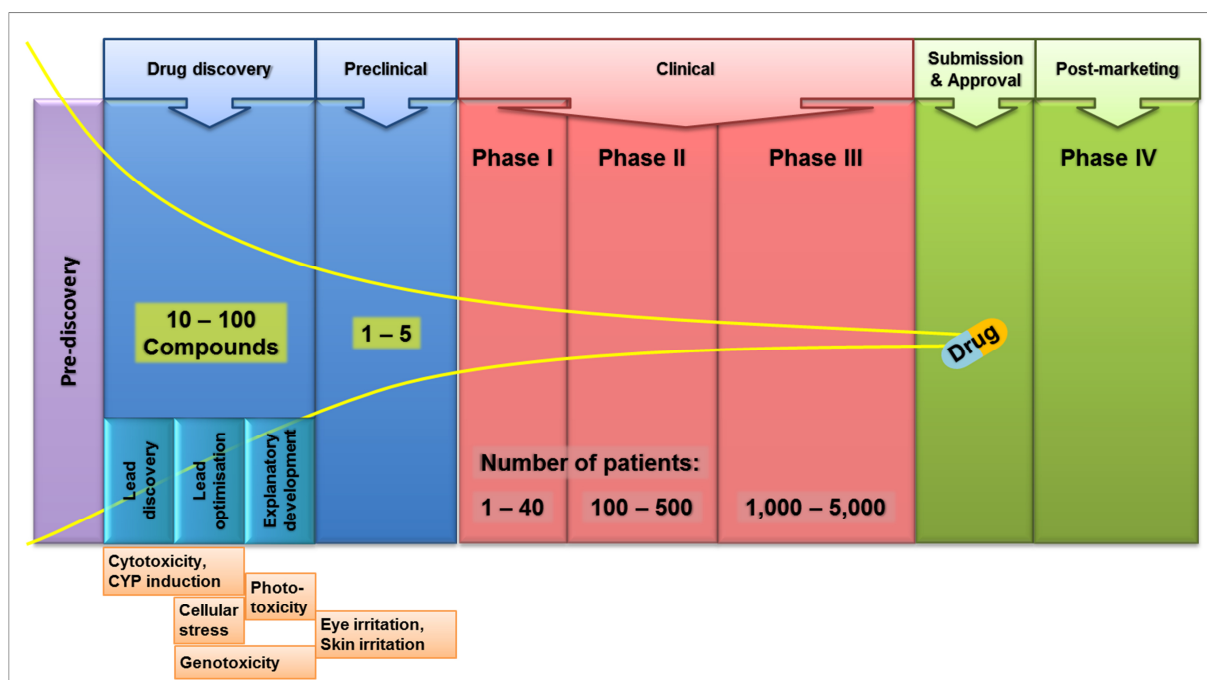 Drug discovery
Preclinical
Clinical
Submission
& Approval
Post-marketing
Pre-discovery
Phase I
Phase II
Phase III
Phase IV
10 – 100
Compounds
1 – 5
Drug
Lead
discovery
Lead
optimisation
Explanatory
development
Number of patients:
1 – 40
100 – 500
1,000 – 5,000
Cytotoxicity,
CYP induction
Photo-
toxicity
Cellular
stress
Eye irritation,
Skin irritation
Genotoxicity